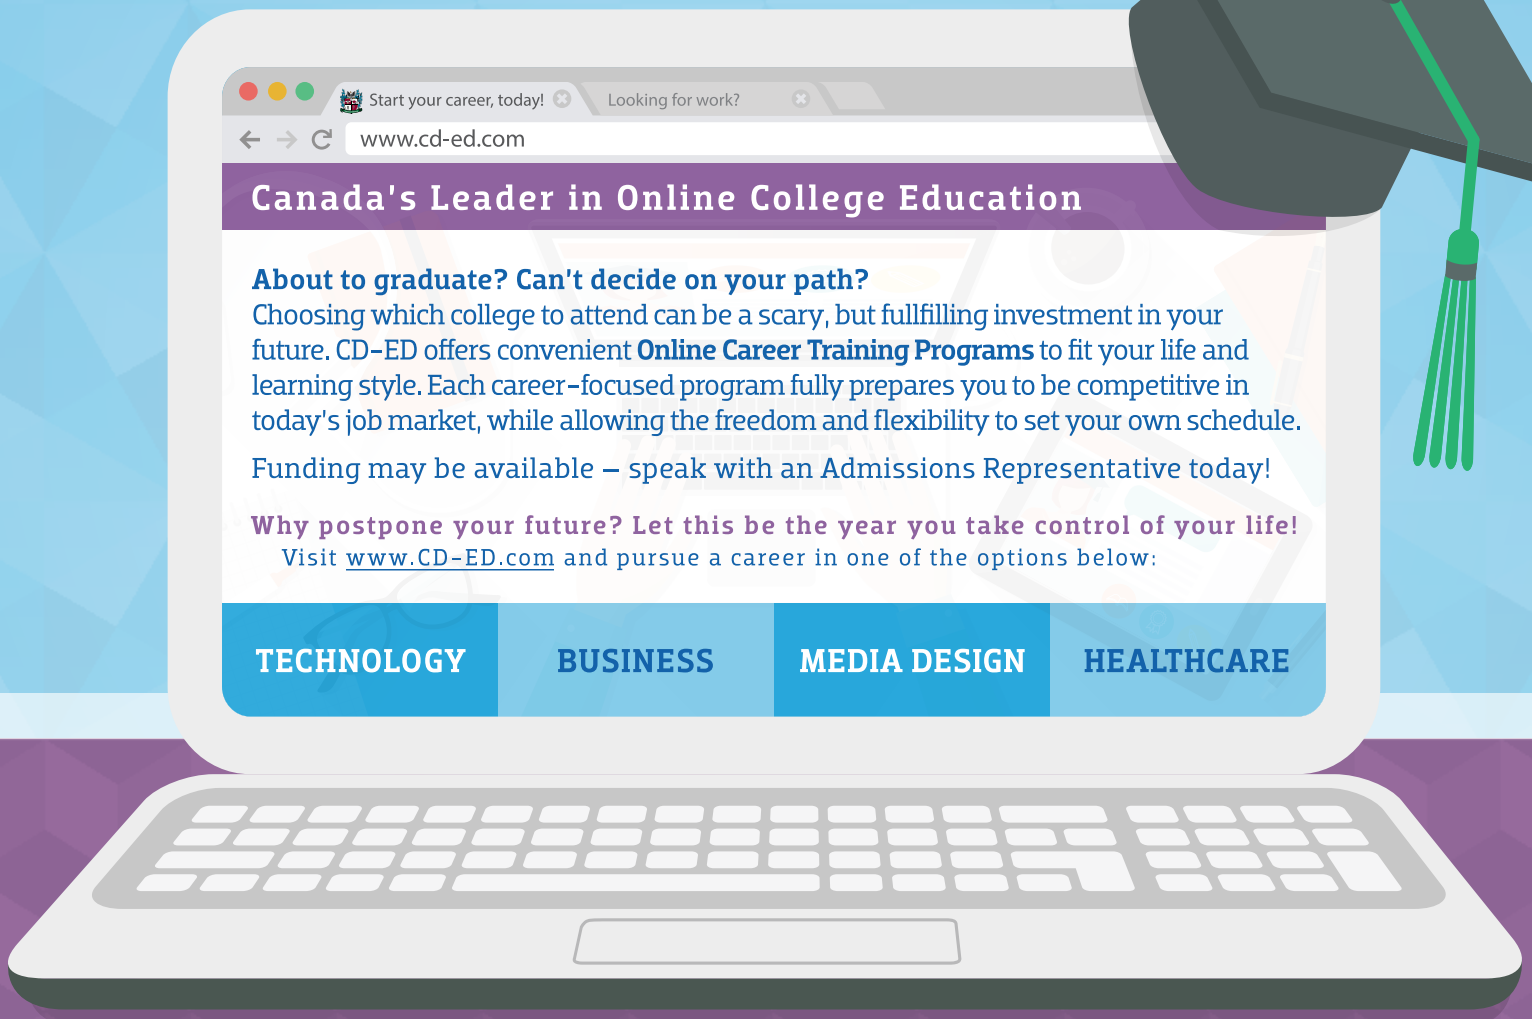 Start your career, today!
Looking for work?
www.cd-ed.com
Canada's Leader in Online College Education
About to graduate? Can't decide on your path?
Choosing which college to attend can be a scary, but fullfilling investment in your
future. CD-ED offers convenient Online Career Training Programs to fit your life and
learning style. Each career-focused program fully prepares you to be competitive in
today's job market, while allowing the freedom and flexibility to set your own schedule.
Funding may be available – speak with an Admissions Representative today!
Why postpone your future? Let this be the year you take control of your life!
Visit www.CD-ED.com and pursue a career in one of the options below:
TECHNOLOGY
BUSINESS
MEDIA DESIGN
HEALTHCARE